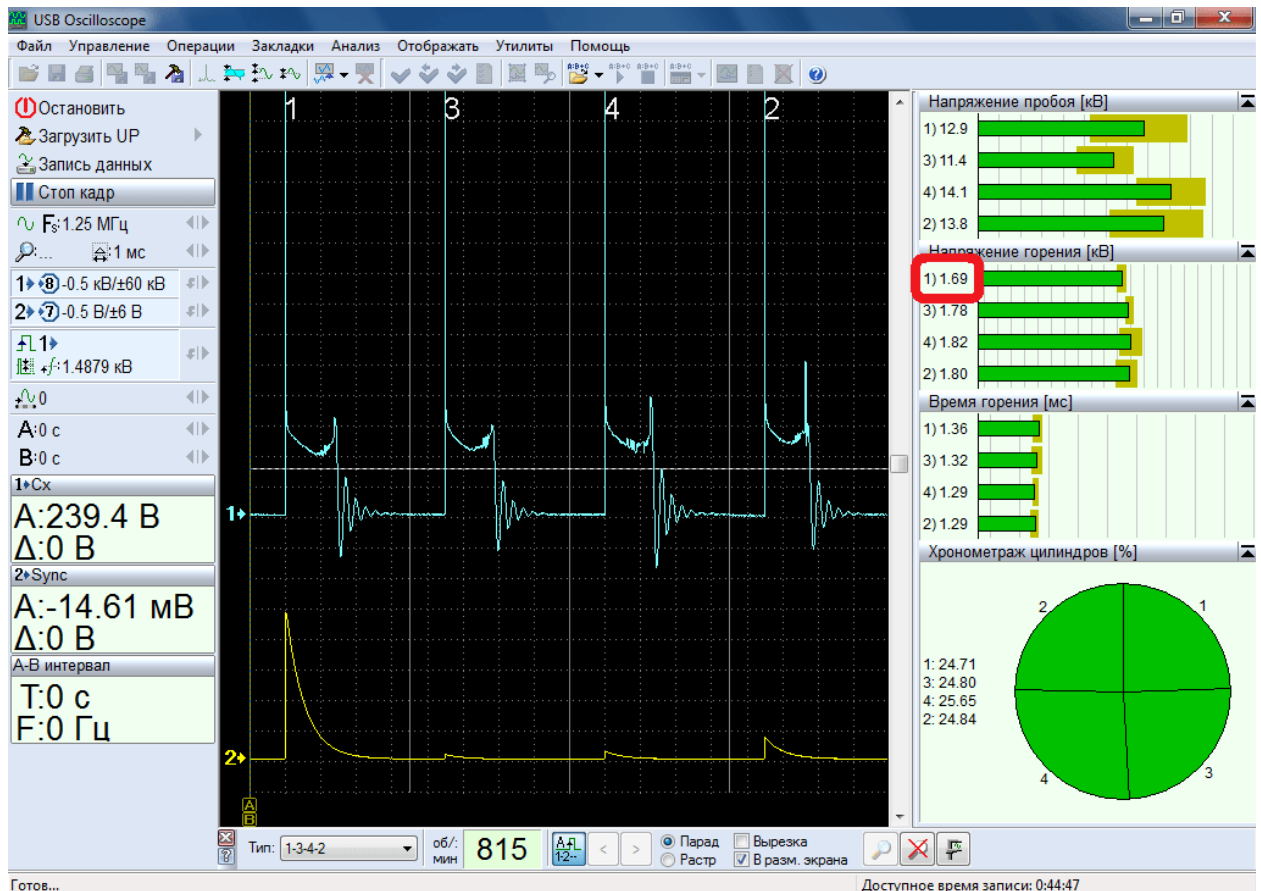 USB Oscilloscope
Файл Управление Операции Закладки Анализ Отображать Утилиты Помощь
Остановить
Загрузить UP
Запись данных
Стоп кадр
Fs:1.25 МГц
:... :1 мс
1 8 -0.5 кВ/±60 кВ
2 7 -0.5 В/±6 В
1
:1.4879 кВ
:0
A:0 с
B:0 с
1 Cx
A:239.4 В
Δ:0 В
2 Sync
A:-14.61 мВ
Δ:0 В
A-B интервал
T:0 с
F:0 Гц
1 3 4 2
1
2
A
B
Напряжение пробоя [кВ]
1) 12.9
3) 11.4
4) 14.1
2) 13.8
Напряжение горения [кВ]
1) 1.69
3) 1.78
4) 1.82
2) 1.80
Время горения [мс]
1) 1.36
3) 1.32
4) 1.29
2) 1.29
Хронометраж цилиндров [%]
2 1
1: 24.71
3: 24.80
4: 25.65
2: 24.84
4 3
Тип: 1-3-4-2 об/мин 815 Парад Вырезка
Растр В разм. экрана
Готов... Доступное время записи: 0:44:47